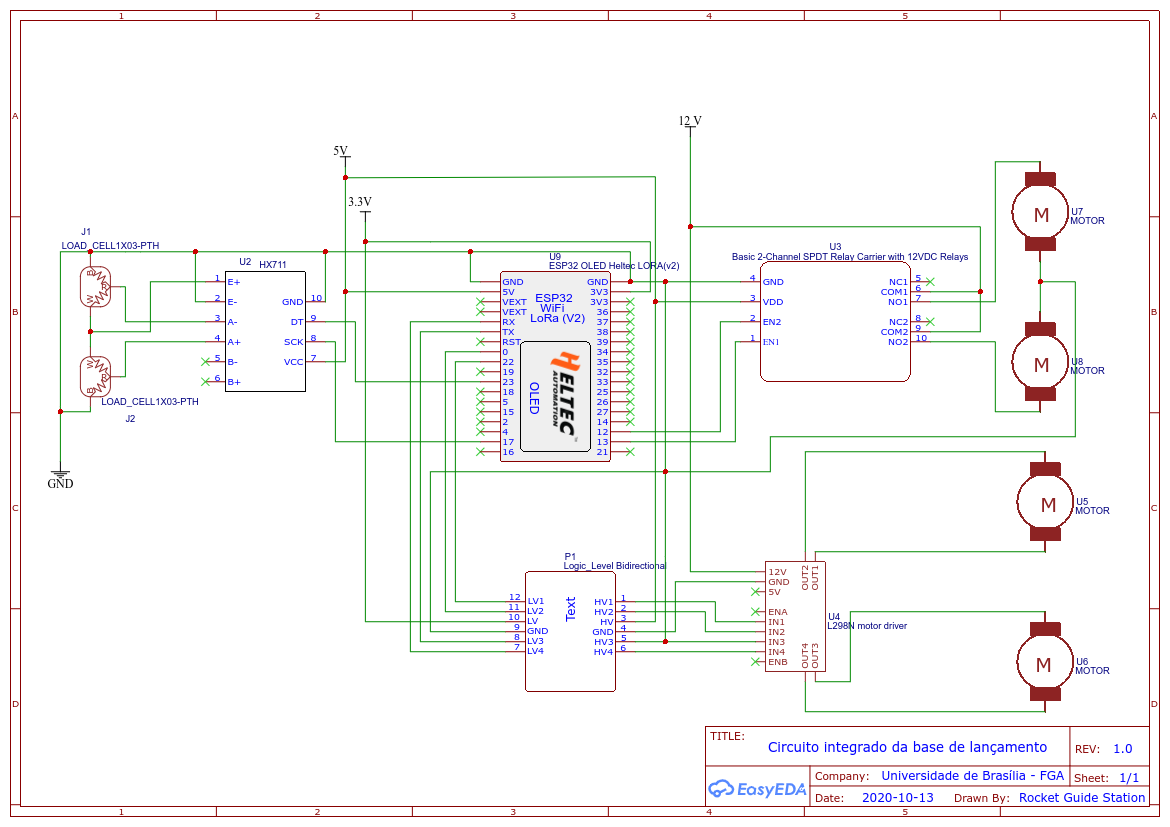 1 2 3 4 5
A A
B B
C C
D D
1 2 3 4 5
12 V
5V
3.3V
J1
LOAD_CELL1X03-PTH
B
W
R
W
B
R
LOAD_CELL1X03-PTH
J2
GND
U2 HX711
1 E+
2 E-
3 A-
4 A+
5 B-
6 B+
GND 10
DT 9
SCK 8
VCC 7
U9
ESP32 OLED Heltec LORA(v2)
GND GND
5V 3V3
VEXT 3V3
VEXT 36
RX 37
TX 38
RST 39
0 34
22 35
19 32
23 33
18 25
5 26
15 27
2 14
4 12
17 13
16 21
ESP32
WiFi
LoRa (V2)
OLED
HELTEC
AUTOMATION
™
U3
Basic 2-Channel SPDT Relay Carrier with 12VDC Relays
4 GND
3 VDD
2 EN2
1 EN1
NC1 5
COM1 6
NO1 7
NC2 8
COM2 9
NO2 10
M
U7
MOTOR
M
U8
MOTOR
M
U5
MOTOR
M
U6
MOTOR
P1
Logic_Level Bidirectional
Text
12 LV1
11 LV2
10 LV
9 GND
8 LV3
7 LV4
HV1 1
HV2 2
HV 3
GND 4
HV3 5
HV4 6
12V
GND
5V
ENA
IN1
IN2
IN3
IN4
ENB
OUT2
OUT1
OUT4
OUT3
U4
L298N motor driver
TITLE:
Circuito integrado da base de lançamento
REV: 1.0
EasyEDA
Company: Universidade de Brasília - FGA
Sheet: 1/1
Date: 2020-10-13
Drawn By: Rocket Guide Station